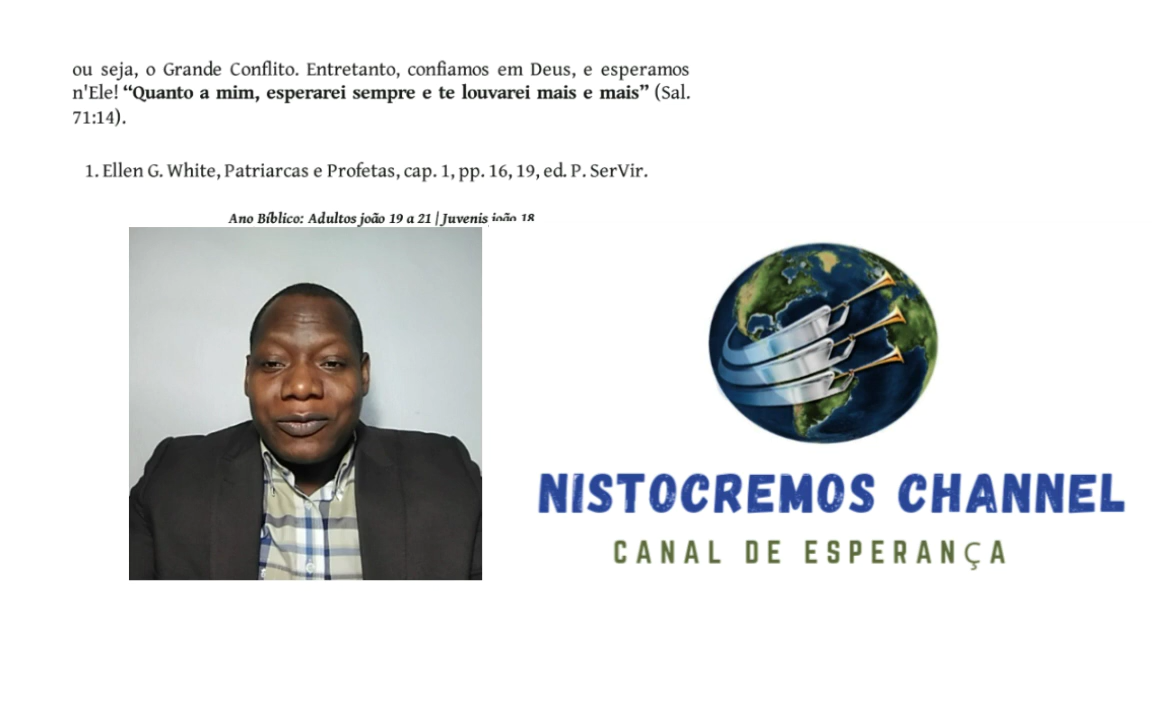 ou seja, o Grande Conflito. Entretanto, confiamos em Deus, e esperamos
n'Ele! “Quanto a mim, esperarei sempre e te louvarei mais e mais” (Sal.
71:14).
1. Ellen G. White, Patriarcas e Profetas, cap. 1, pp. 16, 19, ed. P. SerVir.
Ano Bíblico: Adultos joão 19 a 21 | Juvenis joão 18
NISTOCREMOS CHANNEL
CANAL DE ESPERANÇA